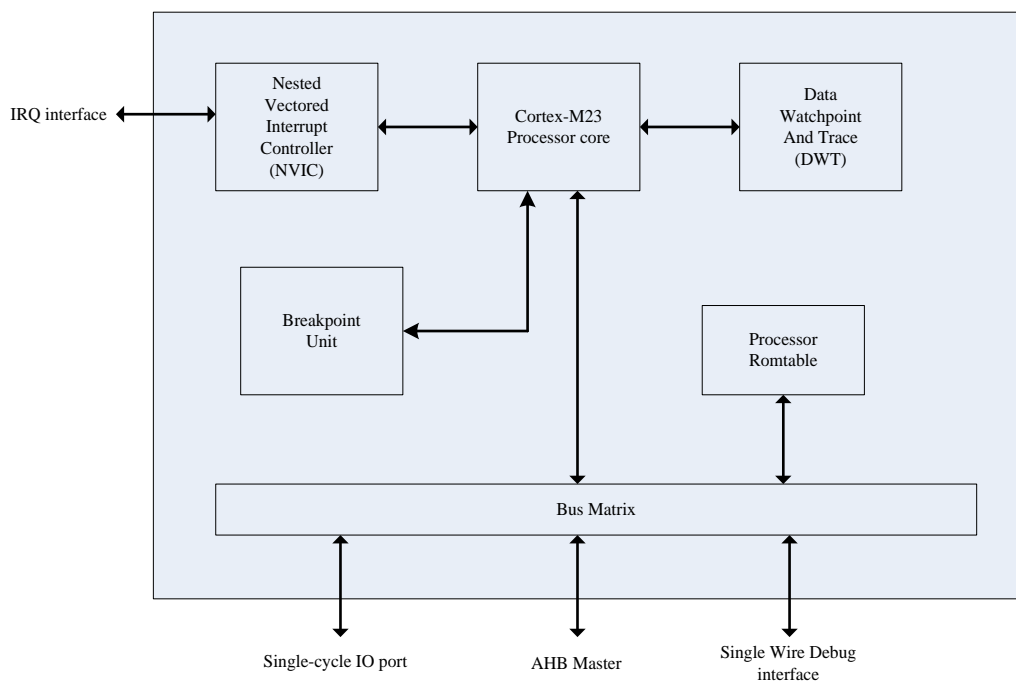 IRQ interface
Nested
Vectored
Interrupt
Controller
(NVIC)
Cortex-M23
Processor core
Data
Watchpoint
And Trace
(DWT)
Breakpoint
Unit
Processor
Romtable
Bus Matrix
Single-cycle IO port
AHB Master
Single Wire Debug
interface